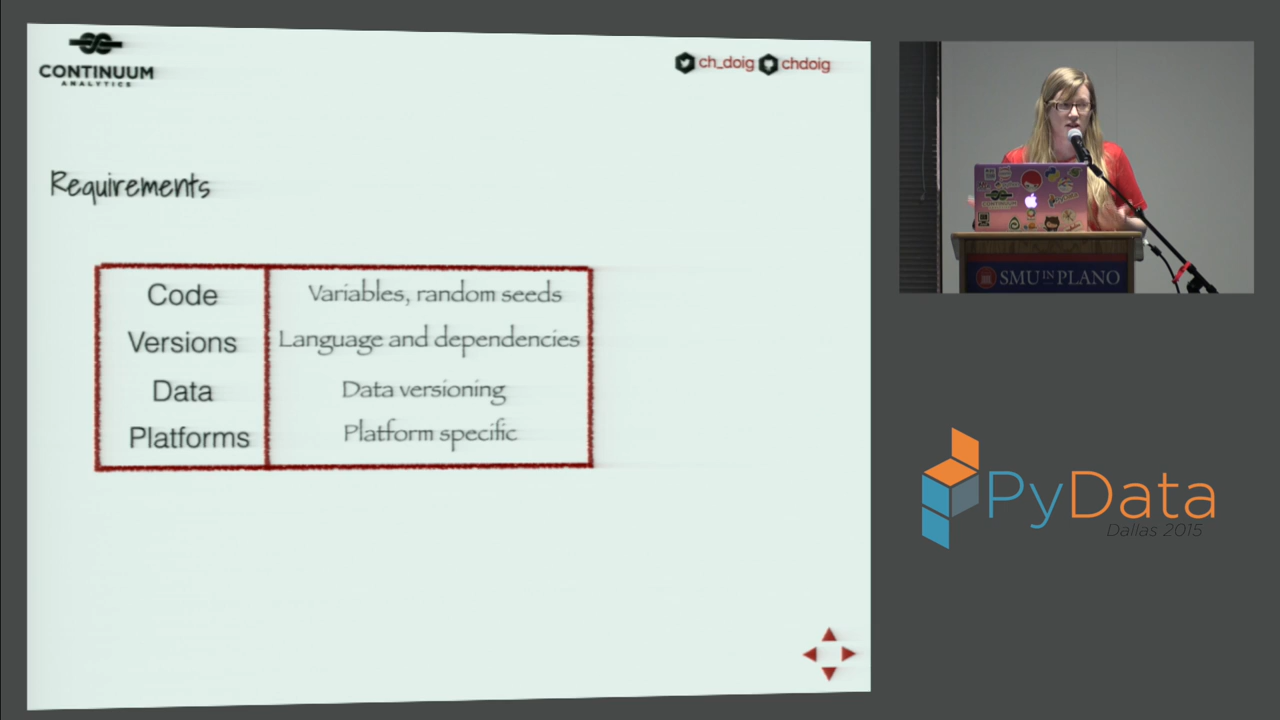 CONTINUUM
ANALYTICS
ch_doig chdoig
Requirements
Code Variables, random seeds
Versions Language and dependencies
Data Data versioning
Platforms Platform specific
SMU IN PLANO
PyData
Dallas 2015